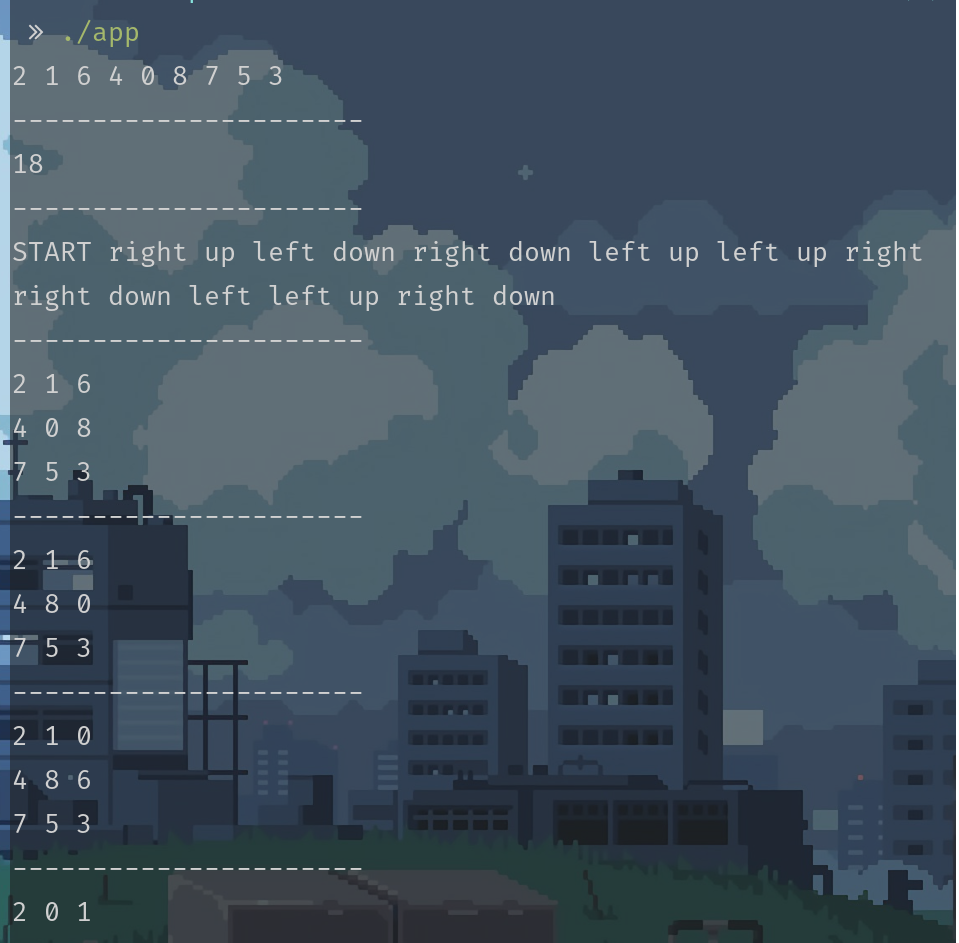 » ./app
2 1 6 4 0 8 7 5 3
----------------------
18
----------------------
START right up left down right down left up left up right
right down left left up right down
----------------------
2 1 6
4 0 8
7 5 3
----------------------
2 1 6
4 8 0
7 5 3
----------------------
2 1 0
4 8 6
7 5 3
----------------------
2 0 1